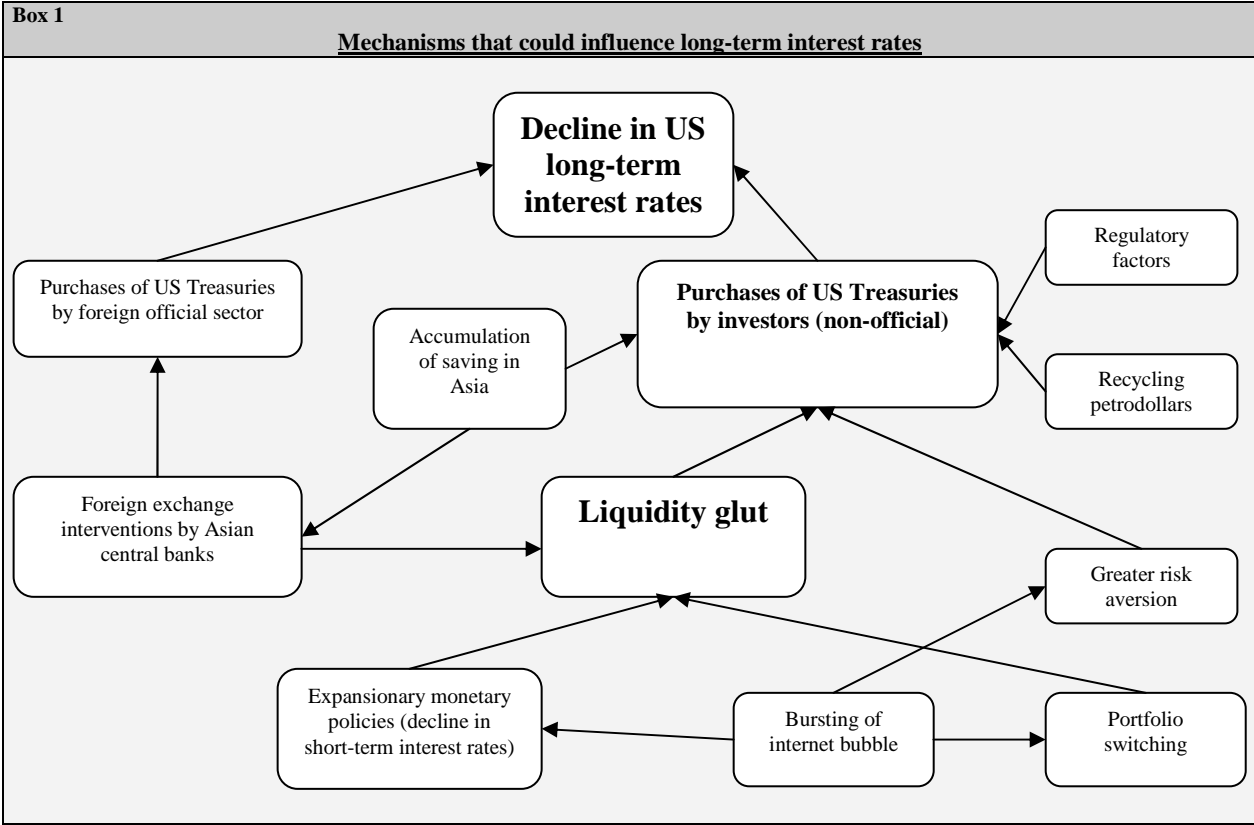 Box 1
Mechanisms that could influence long-term interest rates
Decline in US
long-term
interest rates
Regulatory
factors
Purchases of US Treasuries
by foreign official sector
Purchases of US Treasuries
by investors (non-official)
Accumulation
of saving in
Asia
Recycling
petrodollars
Foreign exchange
interventions by Asian
central banks
Liquidity glut
Greater risk
aversion
Expansionary monetary
policies (decline in
short-term interest rates)
Bursting of
internet bubble
Portfolio
switching